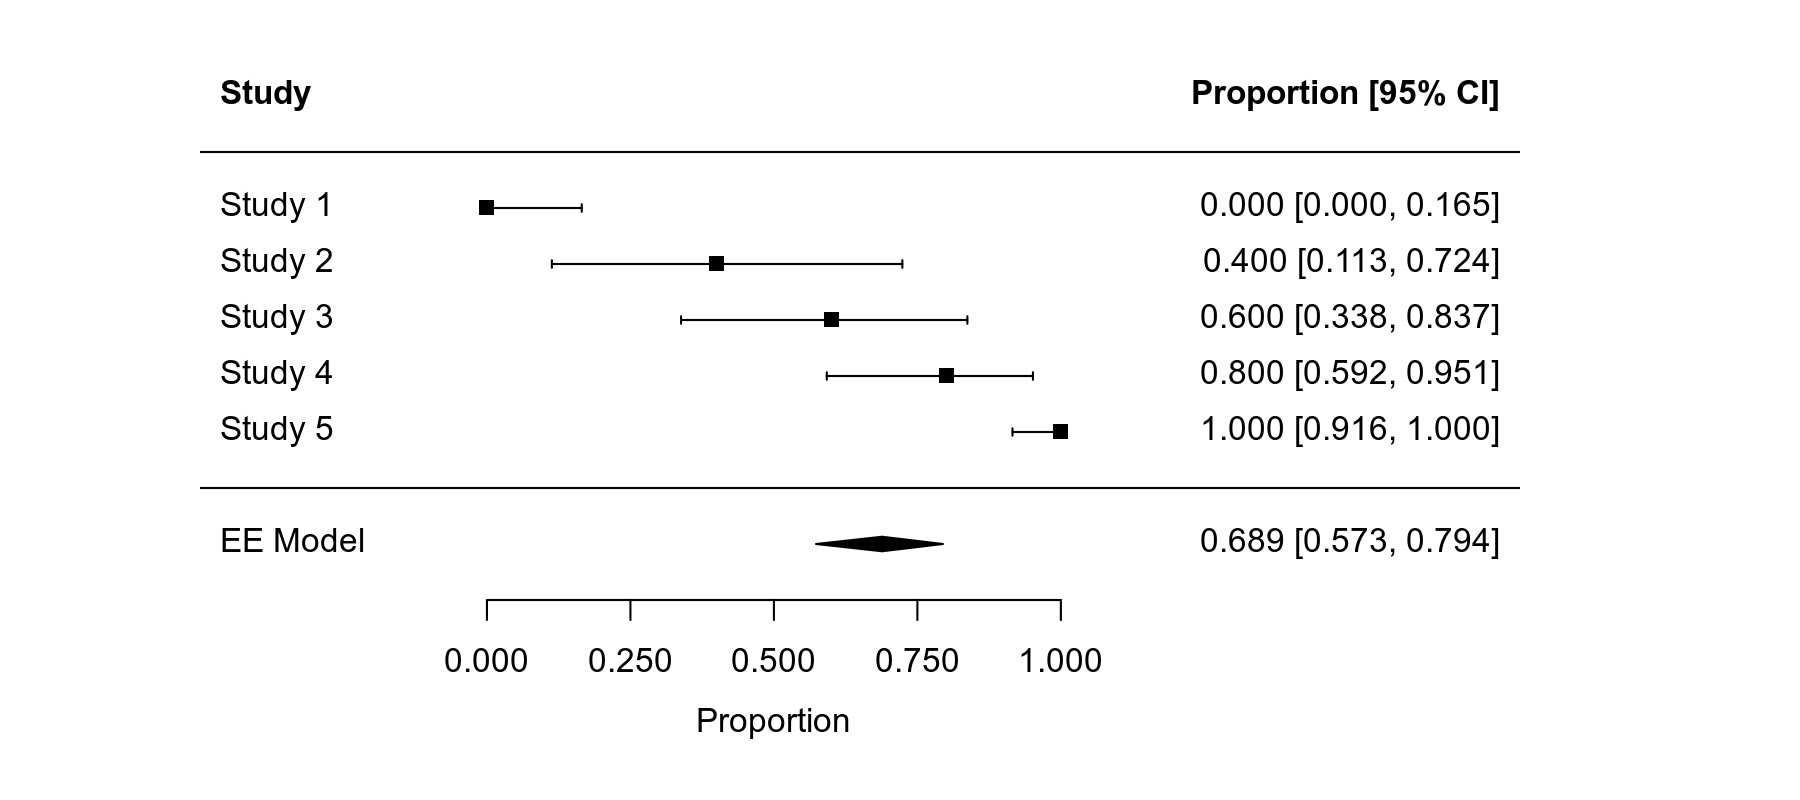 Study Proportion [95% CI]
Study 1 0.000 [0.000, 0.165]
Study 2 0.400 [0.113, 0.724]
Study 3 0.600 [0.338, 0.837]
Study 4 0.800 [0.592, 0.951]
Study 5 1.000 [0.916, 1.000]
EE Model 0.689 [0.573, 0.794]
0.000 0.250 0.500 0.750 1.000
Proportion